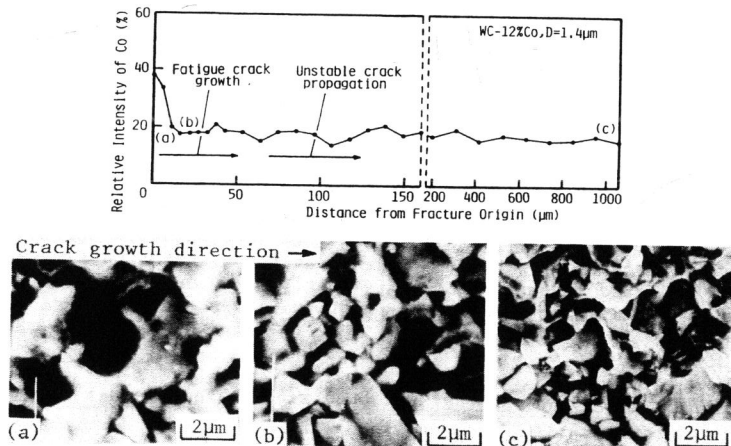 60
40
20
0
Relative Intensity of Co (%)
WC-12%Co,D=1.4μm
Fatigue crack
growth
Unstable crack
propagation
(a)
(b)
(c)
0 50 100 150 200 400 600 800 1000
Distance from Fracture Origin (μm)
Crack growth direction
(a) 2μm
(b) 2μm
(c) 2μm